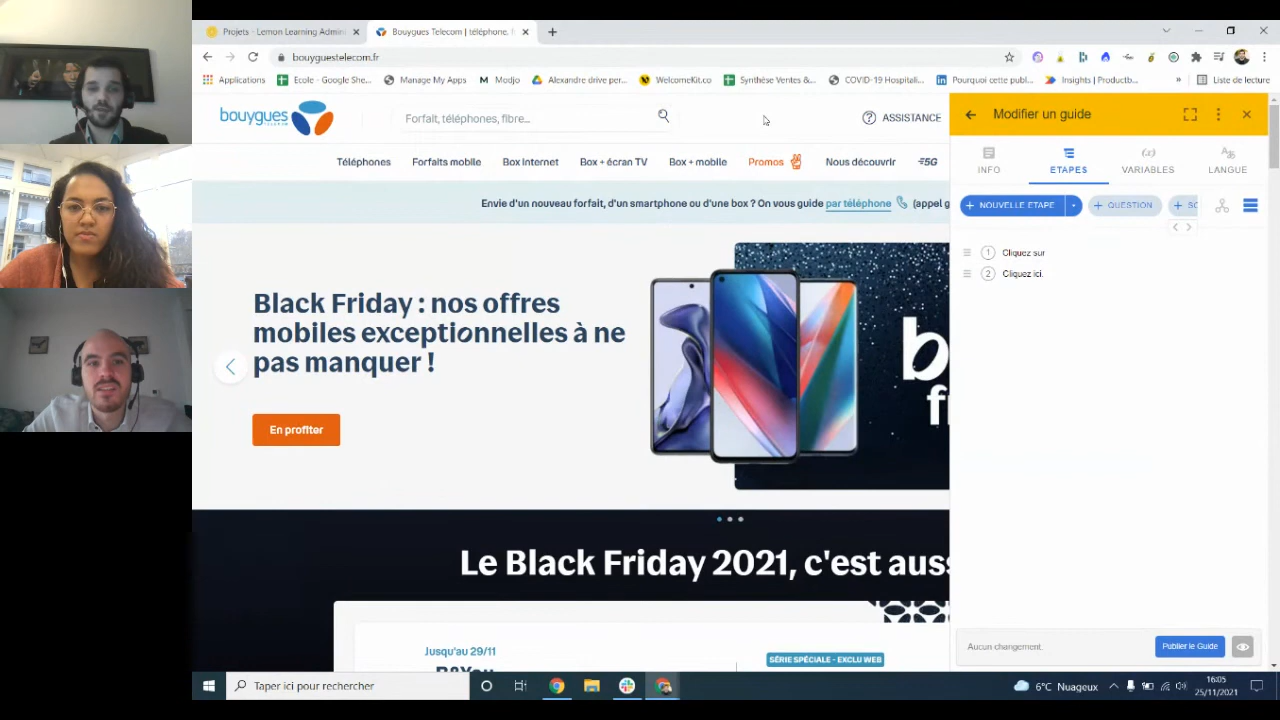 Projets - Lemon Learning Admin
Bouygues Telecom | téléphone,
bouyguestelecom.fr
Applications
Ecole - Google She...
Manage My Apps
Modjo
Alexandre drive per...
WelcomeKit.co
Synthèse Ventes &...
COVID-19 Hospitali...
Pourquoi cette publ...
Insights | Productb...
»
Liste de lecture
bouygues
TELECOM
Forfait, téléphones, fibre...
ASSISTANCE
Téléphones
Forfaits mobile
Box internet
Box + écran TV
Box + mobile
Promos
Nous découvrir
5G
Envie d'un nouveau forfait, d'un smartphone ou d'une box ? On vous guide par téléphone (appel g
Black Friday : nos offres
mobiles exceptionnelles à ne
pas manquer !
En profiter
b
f
Le Black Friday 2021, c'est auss
Jusqu'au 29/11
B&You
SÉRIE SPÉCIALE - EXCLU WEB
Modifier un guide
INFO
ETAPES
VARIABLES
LANGUE
+ NOUVELLE ETAPE
+ QUESTION
+ SC
1 Cliquez sur
2 Cliquez ici.
Aucun changement.
Publier le Guide
Taper ici pour rechercher
6°C Nuageux
16:05
25/11/2021